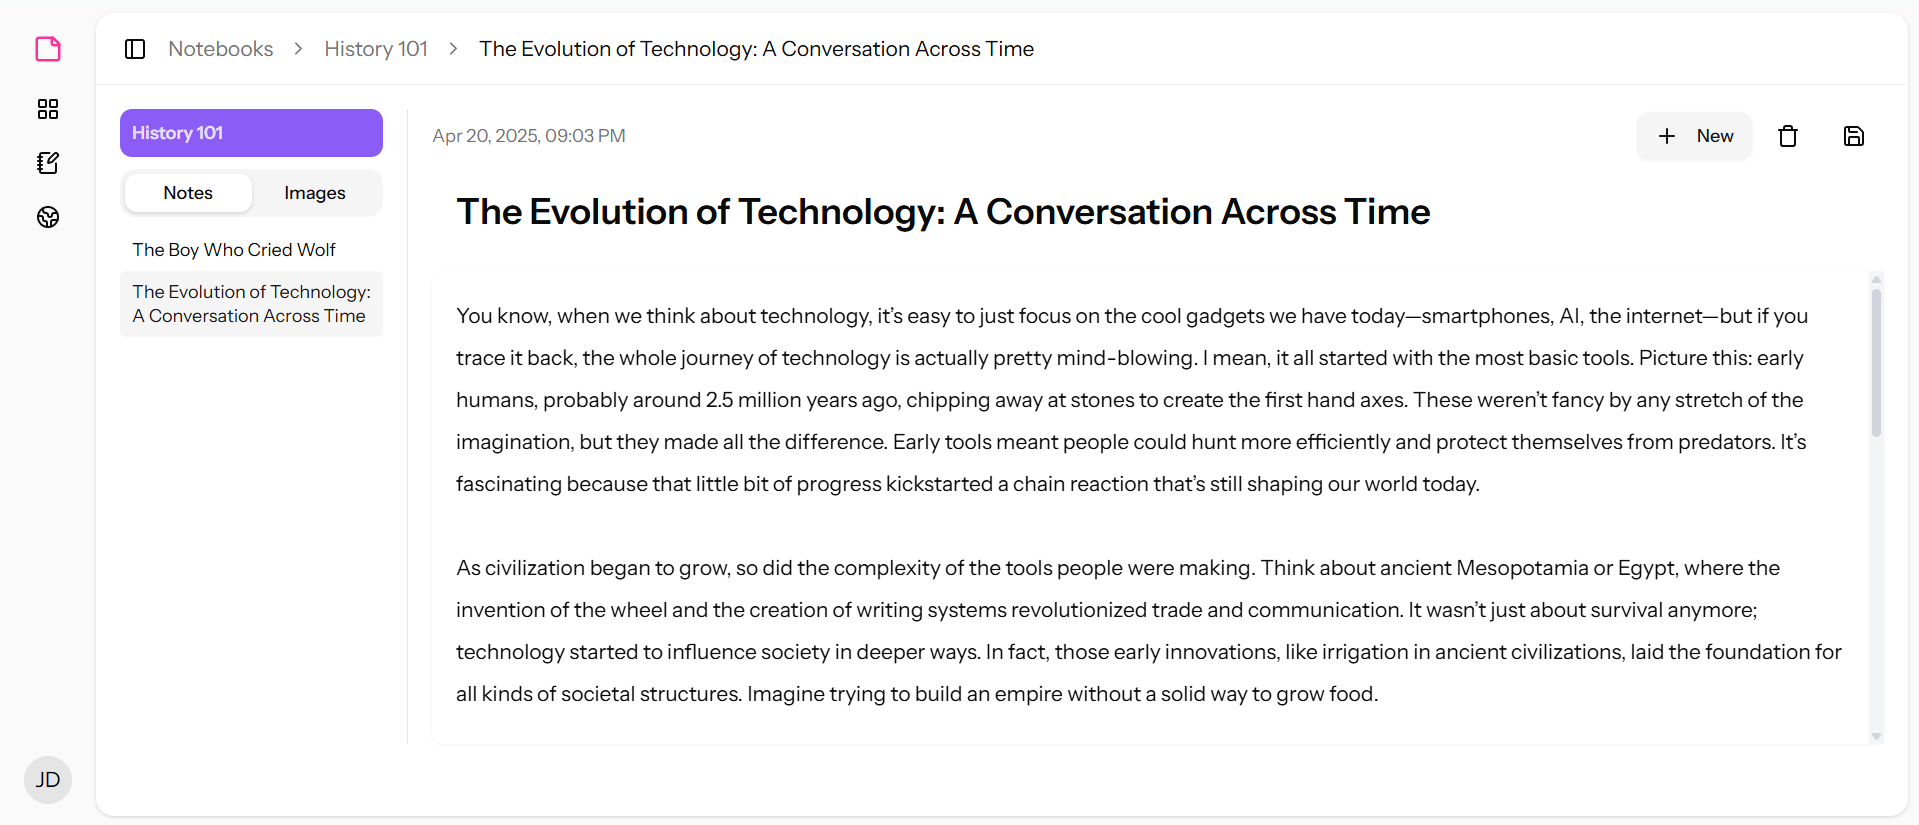 Notebooks > History 101 > The Evolution of Technology: A Conversation Across Time
History 101
Notes Images
The Boy Who Cried Wolf
The Evolution of Technology:
A Conversation Across Time
JD
Apr 20, 2025, 09:03 PM
+ New
The Evolution of Technology: A Conversation Across Time
You know, when we think about technology, it’s easy to just focus on the cool gadgets we have today—smartphones, AI, the internet—but if you
trace it back, the whole journey of technology is actually pretty mind-blowing. I mean, it all started with the most basic tools. Picture this: early
humans, probably around 2.5 million years ago, chipping away at stones to create the first hand axes. These weren’t fancy by any stretch of the
imagination, but they made all the difference. Early tools meant people could hunt more efficiently and protect themselves from predators. It’s
fascinating because that little bit of progress kickstarted a chain reaction that’s still shaping our world today.
As civilization began to grow, so did the complexity of the tools people were making. Think about ancient Mesopotamia or Egypt, where the
invention of the wheel and the creation of writing systems revolutionized trade and communication. It wasn’t just about survival anymore;
technology started to influence society in deeper ways. In fact, those early innovations, like irrigation in ancient civilizations, laid the foundation for
all kinds of societal structures. Imagine trying to build an empire without a solid way to grow food.